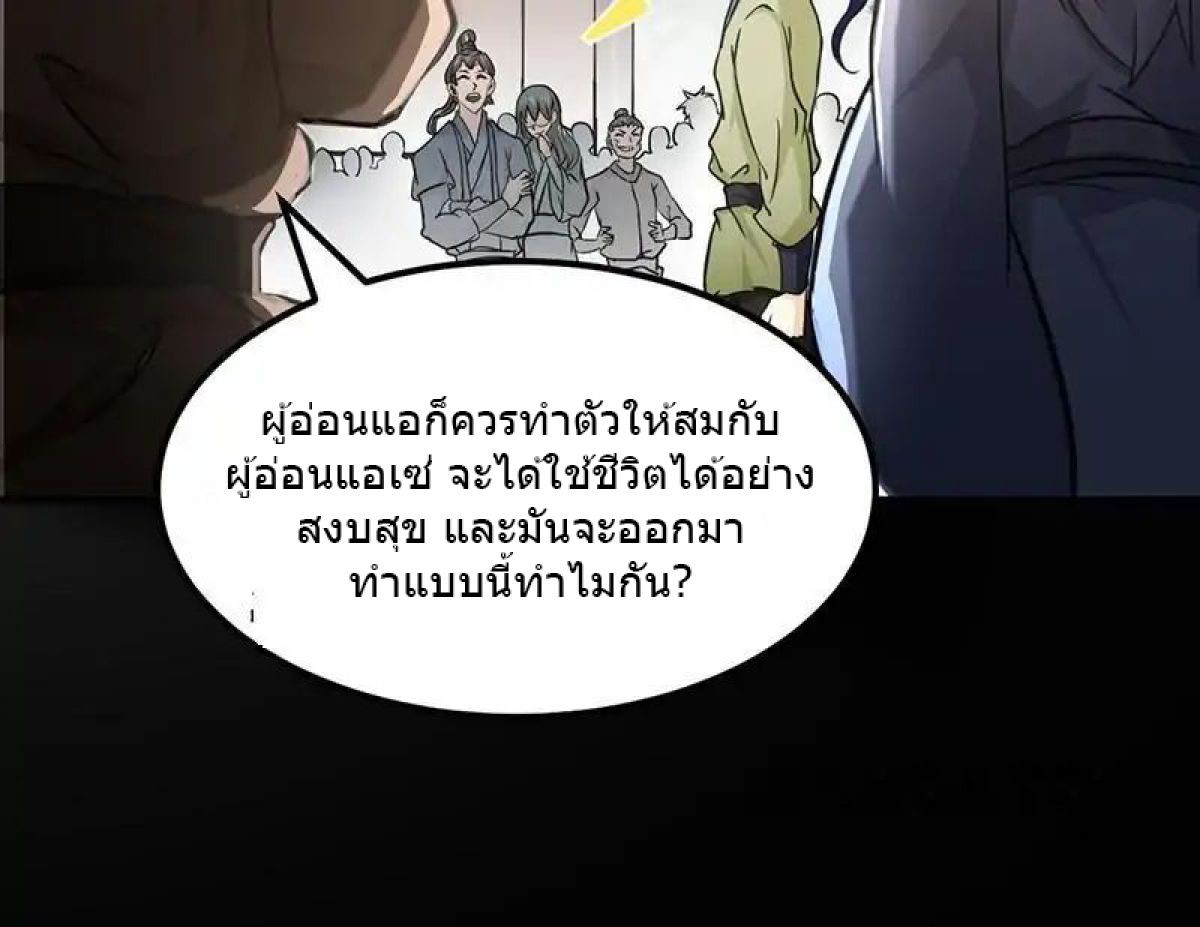 ผู้อ่อนแอก็ควรทำตัวให้สมกับ
ผู้อ่อนแอเซ่ จะได้ใช้ชีวิตได้อย่าง
สงบสุข และมันจะออกมา
ทำแบบนี้ทำไมกัน?